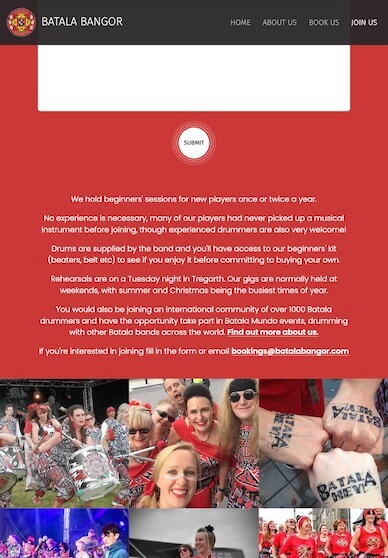 BATALA BANGOR
HOME ABOUT US BOOK US JOIN US
SUBMIT
We hold beginners' sessions for new players once or twice a year.
No experience is necessary, many of our players had never picked up a musical
instrument before joining, though experienced drummers are also very welcome!
Drums are supplied by the band and you'll have access to our beginners' kit
(beaters, belt etc) to see if you enjoy it before committing to buying your own.
Rehearsals are on a Tuesday night in Tregarth. Our gigs are normally held at
weekends, with summer and Christmas being the busiest times of year.
You would also be joining an international community of over 1000 Batala
drummers and have the opportunity take part in Batala Mundo events, drumming
with other Batala bands across the world. Find out more about us.
If you're interested in joining fill in the form or email bookings@batalabangor.com
BATALA
HEYA
BATALA
HEYA